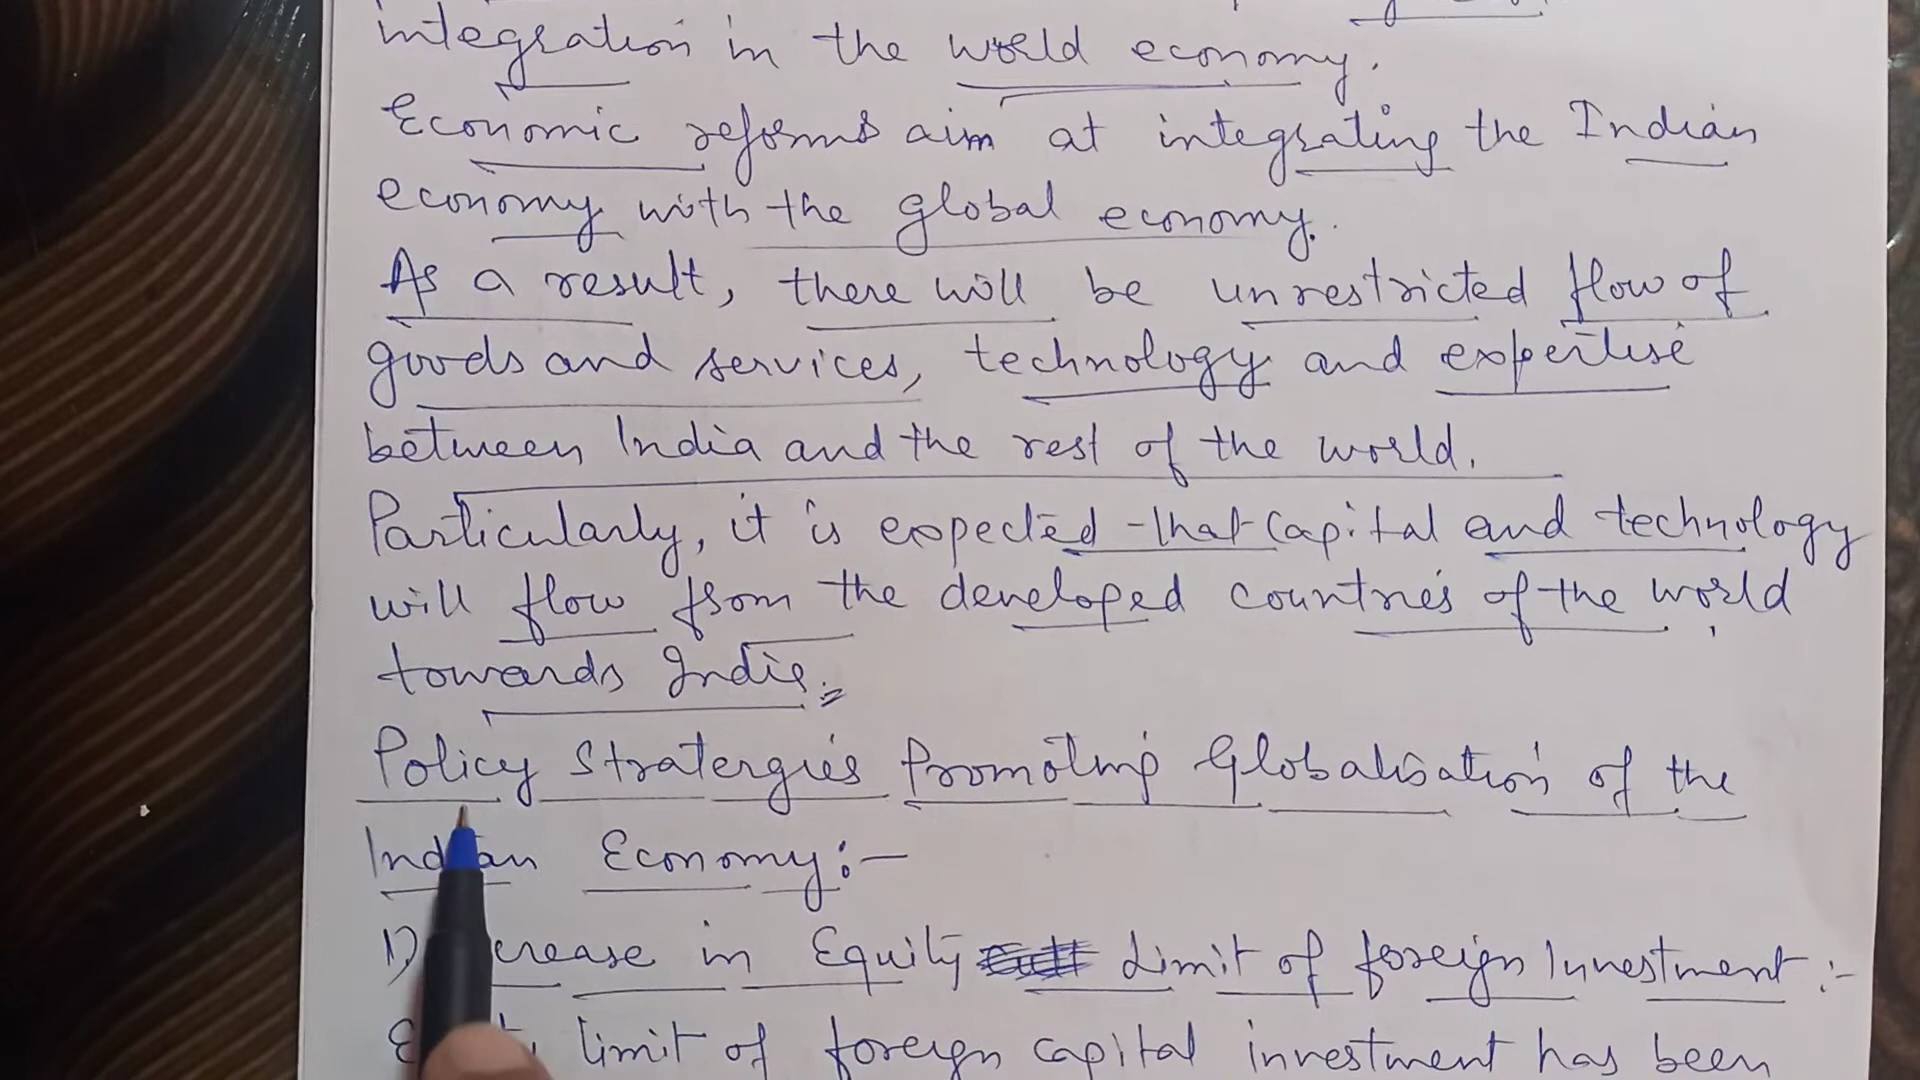 integration in the world economy.
Economic reforms aim at integrating the Indian
economy with the global economy.
As a result, there will be unrestricted flow of
goods and services, technology and expertise
between India and the rest of the world.
Particularly, it is expected that capital and technology
will flow from the developed countries of the world
towards India.
Policy Stratergies Promoting Globalisation of the
Indian Economy:-
1) crease in Equity Limit of foreign Investment:-
limit of foreign capital investment has been